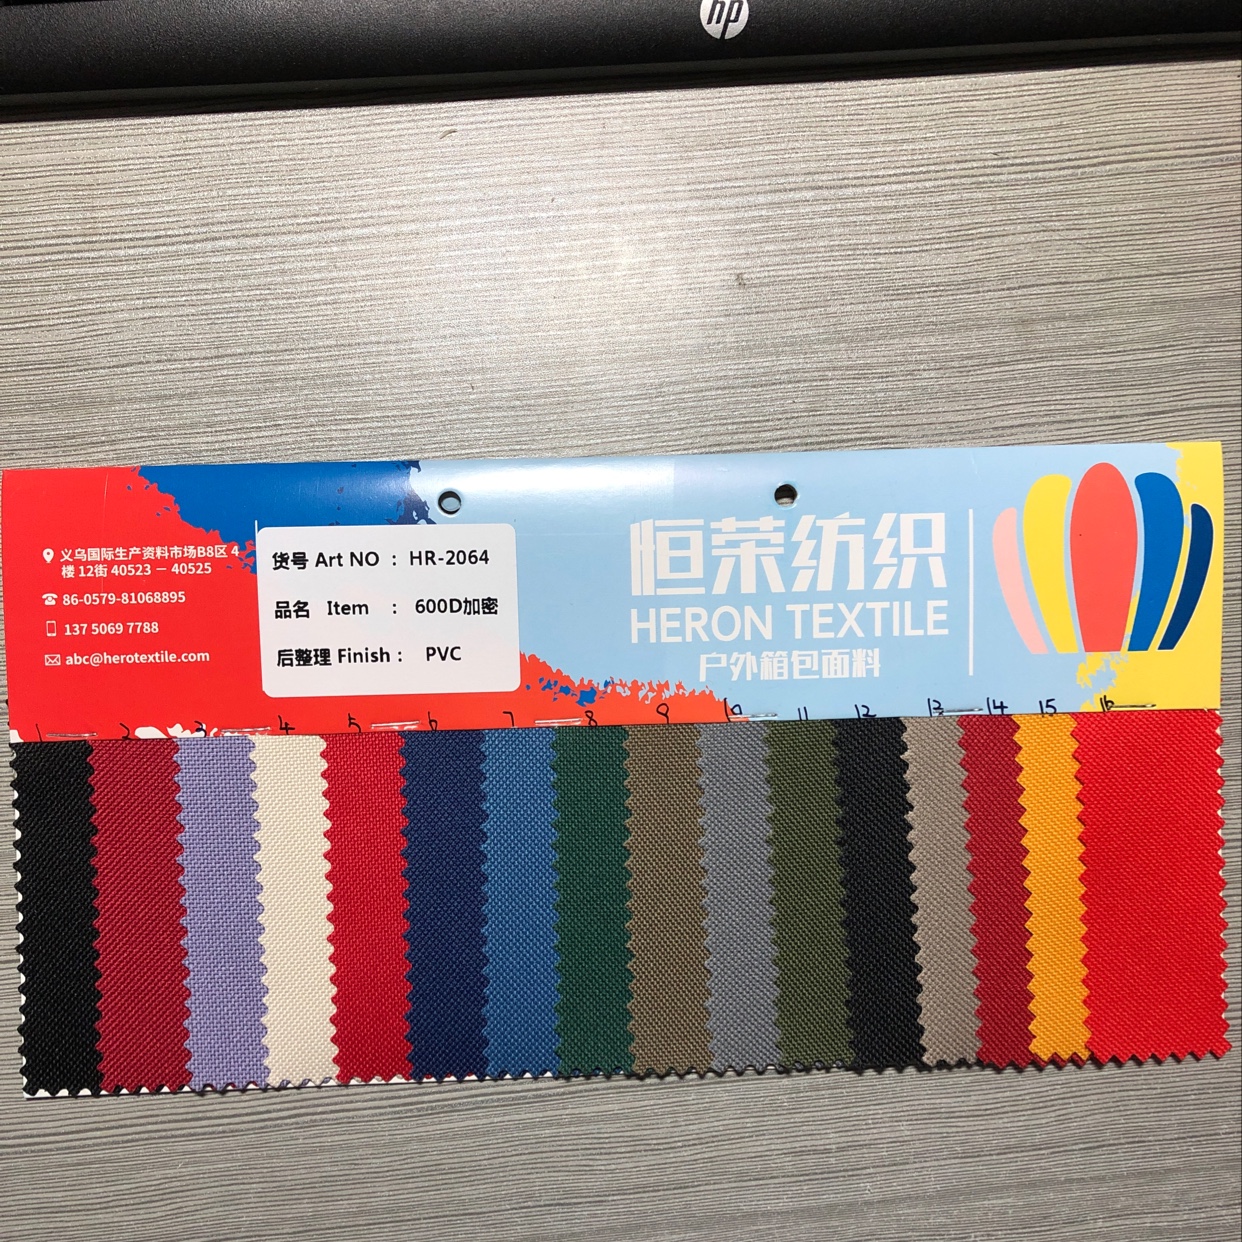 hp
义乌国际生产资料市场B8区 4
楼 12街 40523 — 40525
86-0579-81068895
137 5069 7788
abc@herotextile.com
货号 Art NO : HR-2064
品名 Item : 600D加密
后整理 Finish : PVC
恒荣纺织
HERON TEXTILE
户外箱包面料
1 2 3 4 5 6 7 8 9 10 11 12 13 14 15 16